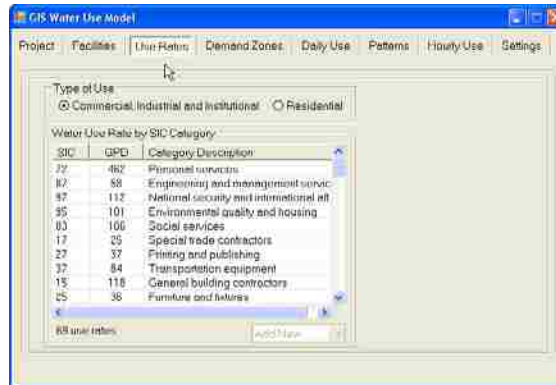 GIS Water Use Model
Project Facilities Use Rates Demand Zones Daily Use Patterns Hourly Use Settings
Type of Use
Commercial, Industrial and Institutional Residential
Water Use Rate by SIC Category
SIC GPD Category Description
72 462 Personal services
87 58 Engineering and management servic
97 112 National security and international aff
95 101 Environmental quality and housing
83 106 Social services
17 25 Special trade contractors
27 37 Printing and publishing
37 84 Transportation equipment
15 118 General building contractors
25 36 Furniture and fixtures
69 use rates Add New